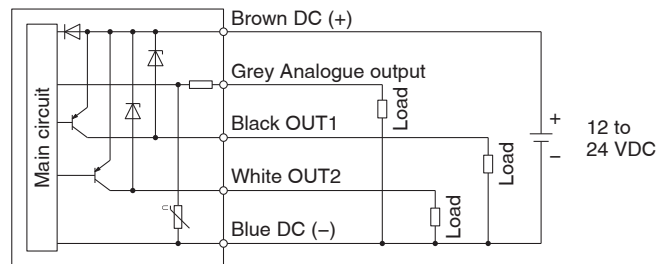 Brown DC (+)
Grey Analogue output
Main circuit
Load
Black OUT1
+
12 to
–
24 VDC
Load
White OUT2
Load
Blue DC (–)